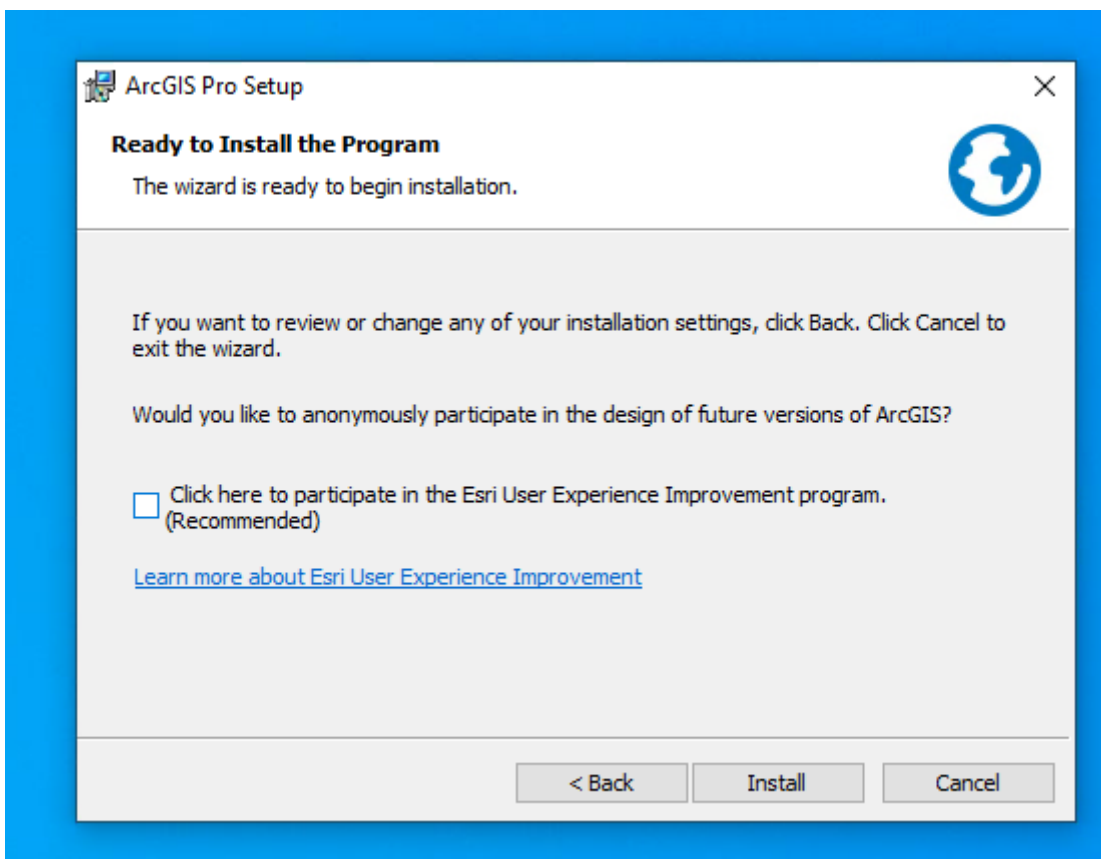 ArcGIS Pro Setup
Ready to Install the Program
The wizard is ready to begin installation.
If you want to review or change any of your installation settings, click Back. Click Cancel to
exit the wizard.
Would you like to anonymously participate in the design of future versions of ArcGIS?
Click here to participate in the Esri User Experience Improvement program.
(Recommended)
Learn more about Esri User Experience Improvement
< Back
Install
Cancel